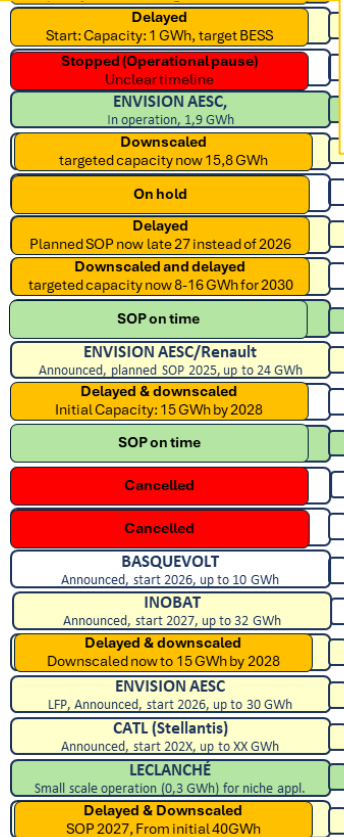 Delayed
Start: Capacity: 1 GWh, target BESS
Stopped (Operational pause)
Unclear timeline
ENVISION AESC,
In operation, 1,9 GWh
Downscaled
targeted capacity now 15,8 GWh
On hold
Delayed
Planned SOP now late 27 instead of 2026
Downscaled and delayed
targeted capacity now 8-16 GWh for 2030
SOP on time
ENVISION AESC/Renault
Announced, planned SOP 2025, up to 24 GWh
Delayed & downscaled
Initial Capacity: 15 GWh by 2028
SOP on time
Cancelled
Cancelled
BASQUEVOLT
Announced, start 2026, up to 10 GWh
INOBAT
Announced, start 2027, up to 32 GWh
Delayed & downscaled
Downscaled now to 15 GWh by 2028
ENVISION AESC
LFP, Announced, start 2026, up to 30 GWh
CATL (Stellantis)
Announced, start 202X, up to XX GWh
LECLANCHÉ
Small scale operation (0,3 GWh) for niche appl.
Delayed & Downscaled
SOP 2027, From initial 40GWh